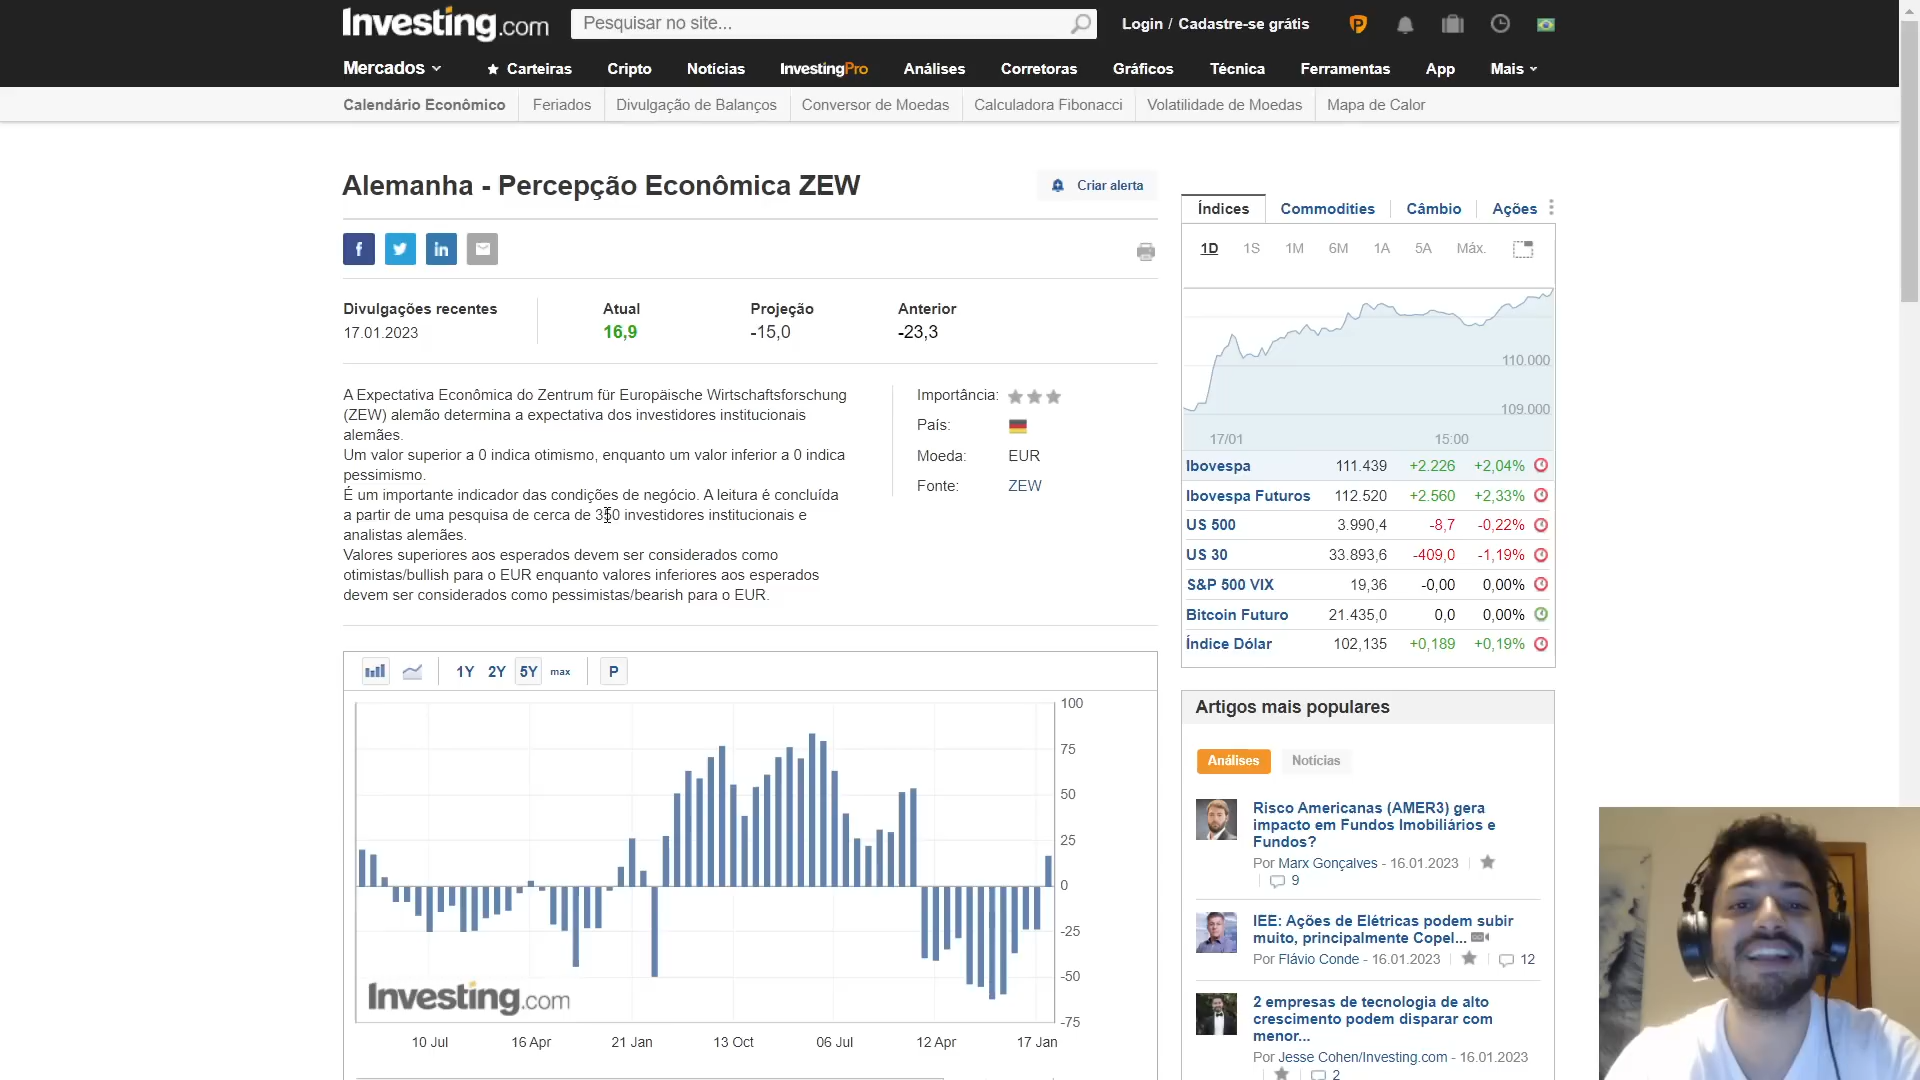 Investing.com
Pesquisar no site...
Login / Cadastre-se grátis
Mercados
Carteiras
Cripto
Notícias
InvestingPro
Análises
Corretoras
Gráficos
Técnica
Ferramentas
App
Mais
Calendário Econômico
Feriados
Divulgação de Balanços
Conversor de Moedas
Calculadora Fibonacci
Volatilidade de Moedas
Mapa de Calor
Alemanha - Percepção Econômica ZEW
Criar alerta
Divulgações recentes
17.01.2023
Atual
16,9
Projeção
-15,0
Anterior
-23,3
A Expectativa Econômica do Zentrum für Europäische Wirtschaftsforschung
(ZEW) alemão determina a expectativa dos investidores institucionais
alemães.
Um valor superior a 0 indica otimismo, enquanto um valor inferior a 0 indica
pessimismo.
É um importante indicador das condições de negócio. A leitura é concluída
a partir de uma pesquisa de cerca de 350 investidores institucionais e
analistas alemães.
Valores superiores aos esperados devem ser considerados como
otimistas/bullish para o EUR enquanto valores inferiores aos esperados
devem ser considerados como pessimistas/bearish para o EUR.
Importância:
País:
Moeda: EUR
Fonte: ZEW
1Y 2Y 5Y max P
100
75
50
25
0
-25
-50
-75
Investing.com
10 Jul 16 Apr 21 Jan 13 Oct 06 Jul 12 Apr 17 Jan
Índices Commodities Câmbio Ações
1D 1S 1M 6M 1A 5A Máx.
110.000
109.000
17/01 15:00
Ibovespa 111.439 +2.226 +2,04%
Ibovespa Futuros 112.520 +2.560 +2,33%
US 500 3.990,4 -8,7 -0,22%
US 30 33.893,6 -409,0 -1,19%
S&P 500 VIX 19,36 -0,00 0,00%
Bitcoin Futuro 21.435,0 0,0 0,00%
Índice Dólar 102,135 +0,189 +0,19%
Artigos mais populares
Análises Notícias
Risco Americanas (AMER3) gera
impacto em Fundos Imobiliários e
Fundos?
Por Marx Gonçalves - 16.01.2023
9
IEE: Ações de Elétricas podem subir
muito, principalmente Copel...
Por Flávio Conde - 16.01.2023 12
2 empresas de tecnologia de alto
crescimento podem disparar com
menor...
Por Jesse Cohen/Investing.com - 16.01.2023
2